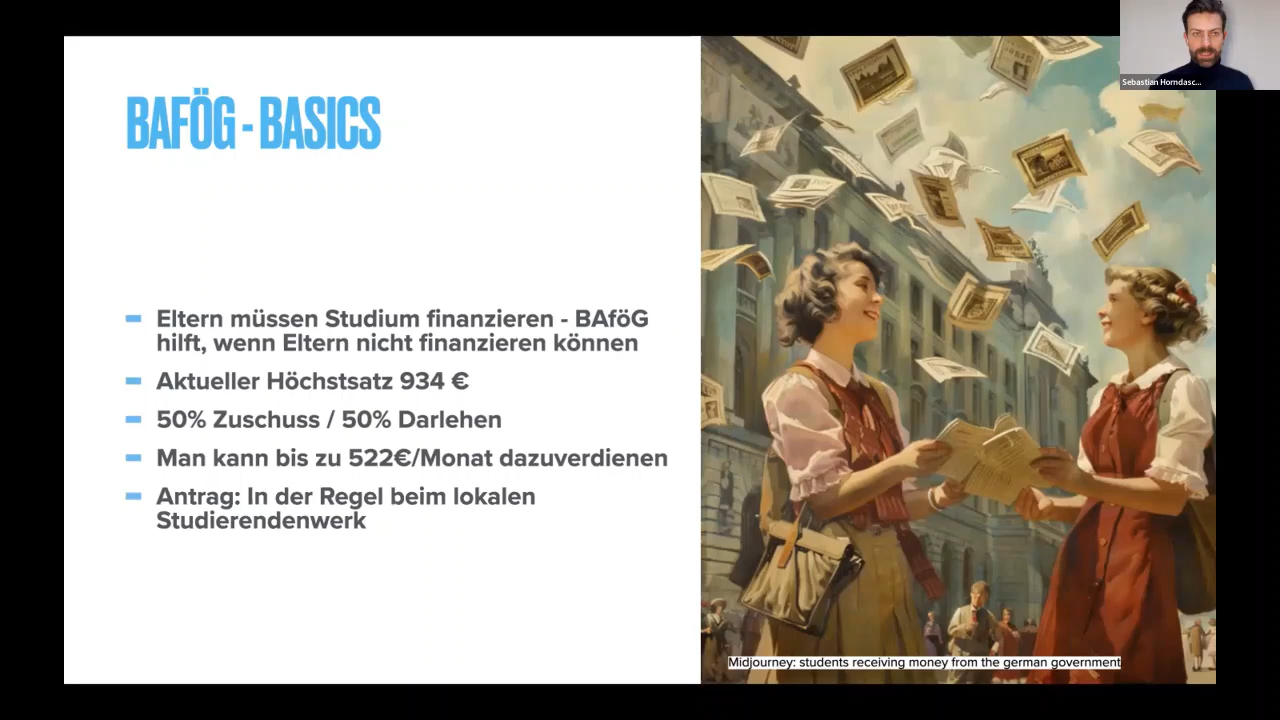 BAFÖG - BASICS
Eltern müssen Studium finanzieren - BAföG
hilft, wenn Eltern nicht finanzieren können
Aktueller Höchstsatz 934 €
50% Zuschuss / 50% Darlehen
Man kann bis zu 522€/Monat dazuverdienen
Antrag: In der Regel beim lokalen
Studierendenwerk
Midjourney: students receiving money from the german government
Sebastian Horndasc...